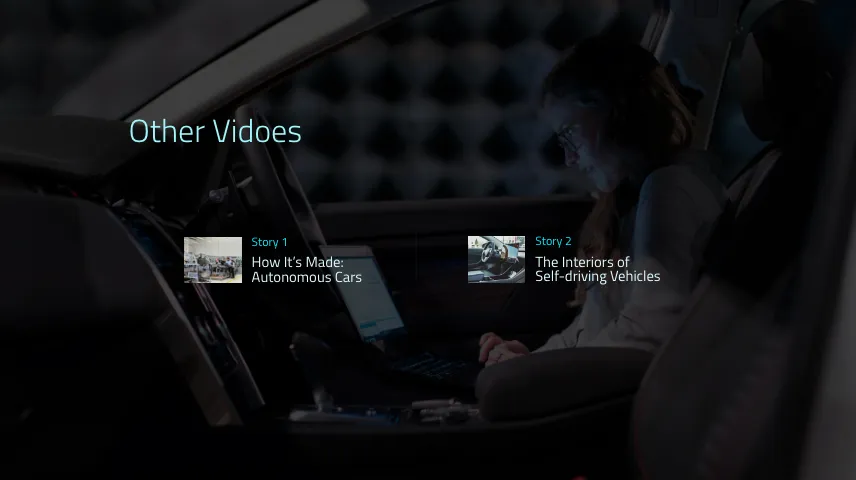 Other Vidoes
Story 1
How It's Made:
Autonomous Cars
Story 2
The Interiors of
Self-driving Vehicles